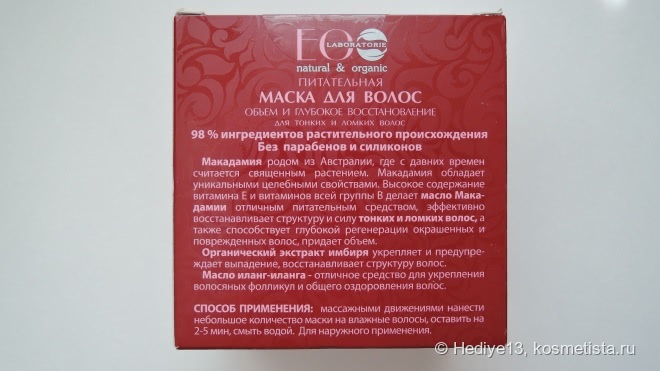 EO
LABORATORIE
natural & organic
ПИТАТЕЛЬНАЯ
МАСКА ДЛЯ ВОЛОС
ОБЪЕМ И ГЛУБОКОЕ ВОССТАНОВЛЕНИЕ
ДЛЯ ТОНКИХ И ЛОМКИХ ВОЛОС
98 % ингредиентов растительного происхождения
Без парабенов и силиконов
Макадамия родом из Австралии, где с давних времен
считается священным растением. Макадамия обладает
уникальными целебными свойствами. Высокое содержание
витамина Е и витаминов всей группы В делает масло Мака-
дамии отличным питательным средством, эффективно
восстанавливает структуру и силу тонких и ломких волос, а
также способствует глубокой регенерации окрашенных и
поврежденных волос, придает объем.
Органический экстракт имбиря укрепляет и предупре-
ждает выпадение, восстанавливает структуру волос.
Масло иланг-иланга - отличное средство для укрепления
волосяных фолликул и общего оздоровления волос.
СПОСОБ ПРИМЕНЕНИЯ: массажными движениями нанести
небольшое количество маски на влажные волосы, оставить на
2-5 мин, смыть водой. Для наружного применения.
© Hediye13, kosmetista.ru